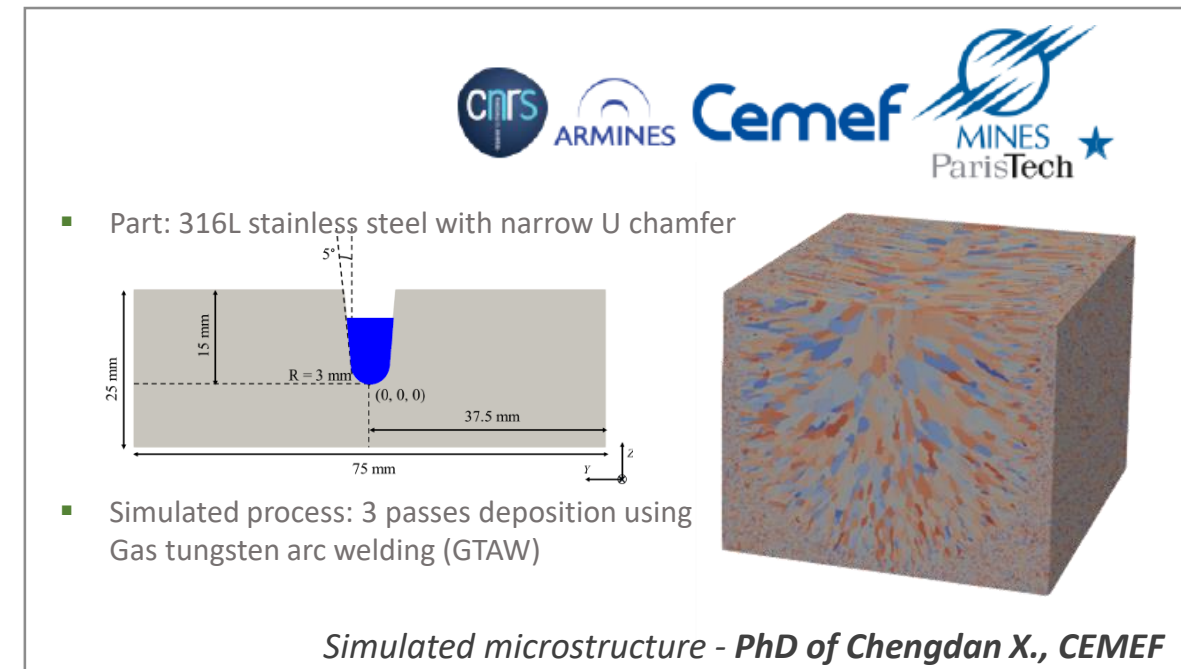 cnrs
ARMINES
Cemef
MINES
ParisTech
▪ Part: 316L stainless steel with narrow U chamfer
5°
15 mm
25 mm
R = 3 mm
(0, 0, 0)
37.5 mm
75 mm
Z
Y
▪ Simulated process: 3 passes deposition using
Gas tungsten arc welding (GTAW)
Simulated microstructure - PhD of Chengdan X., CEMEF